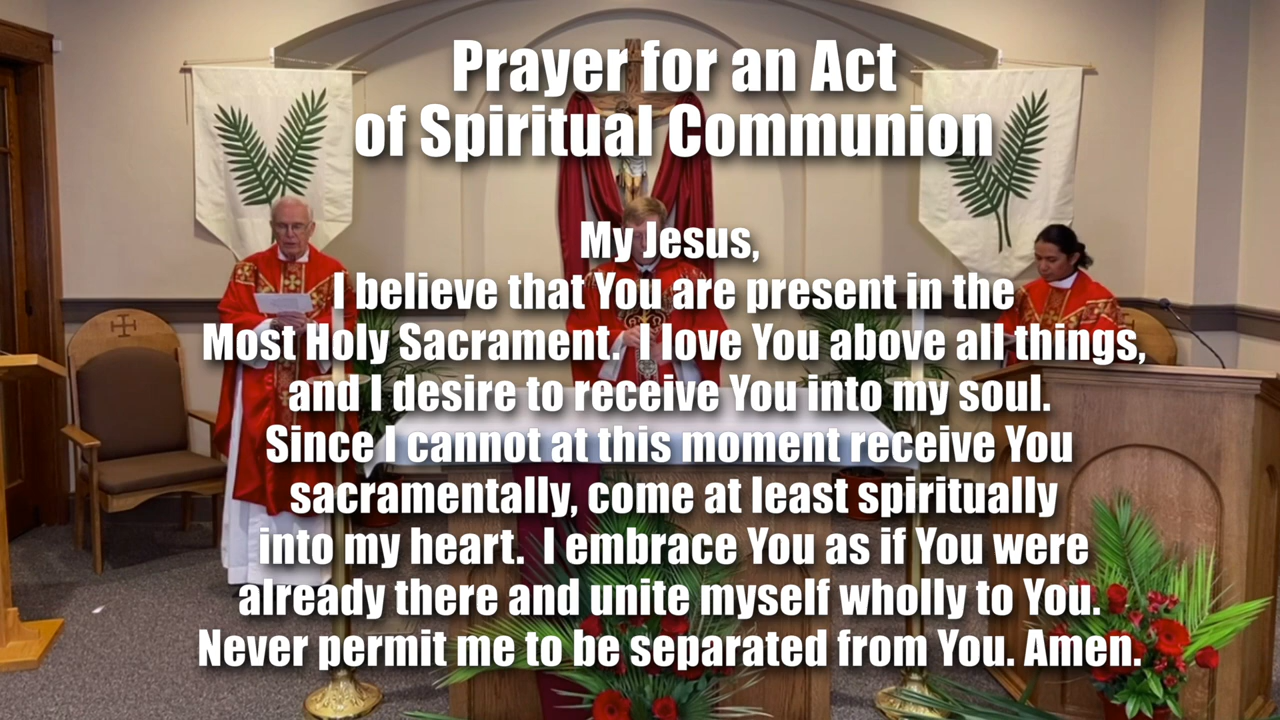 Prayer for an Act
of Spiritual Communion
My Jesus,
I believe that You are present in the
Most Holy Sacrament.  I love You above all things,
and I desire to receive You into my soul.
Since I cannot at this moment receive You
sacramentally, come at least spiritually
into my heart.  I embrace You as if You were
already there and unite myself wholly to You.
Never permit me to be separated from You. Amen.